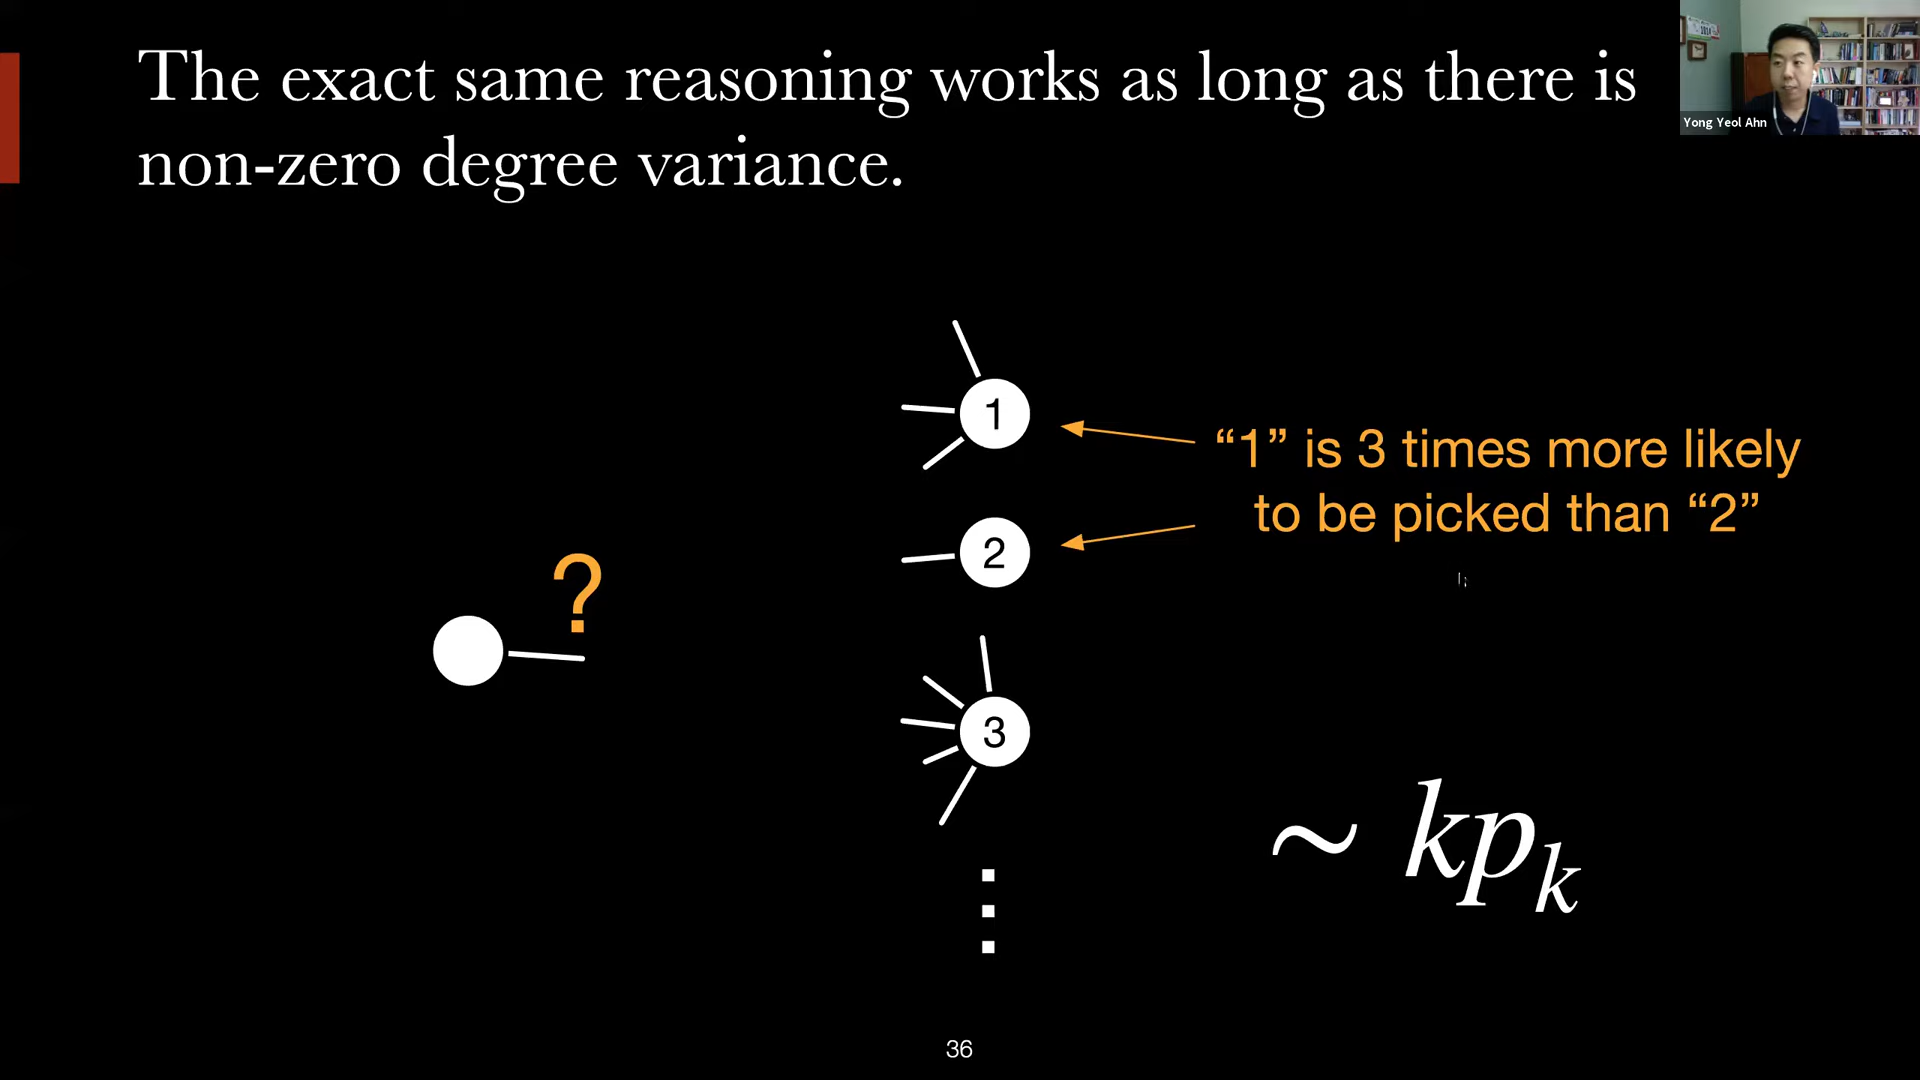 The exact same reasoning works as long as there is
non-zero degree variance.
Yong Yeol Ahn
1
“1” is 3 times more likely
to be picked than “2”
2
?
3
~ kpₖ
36